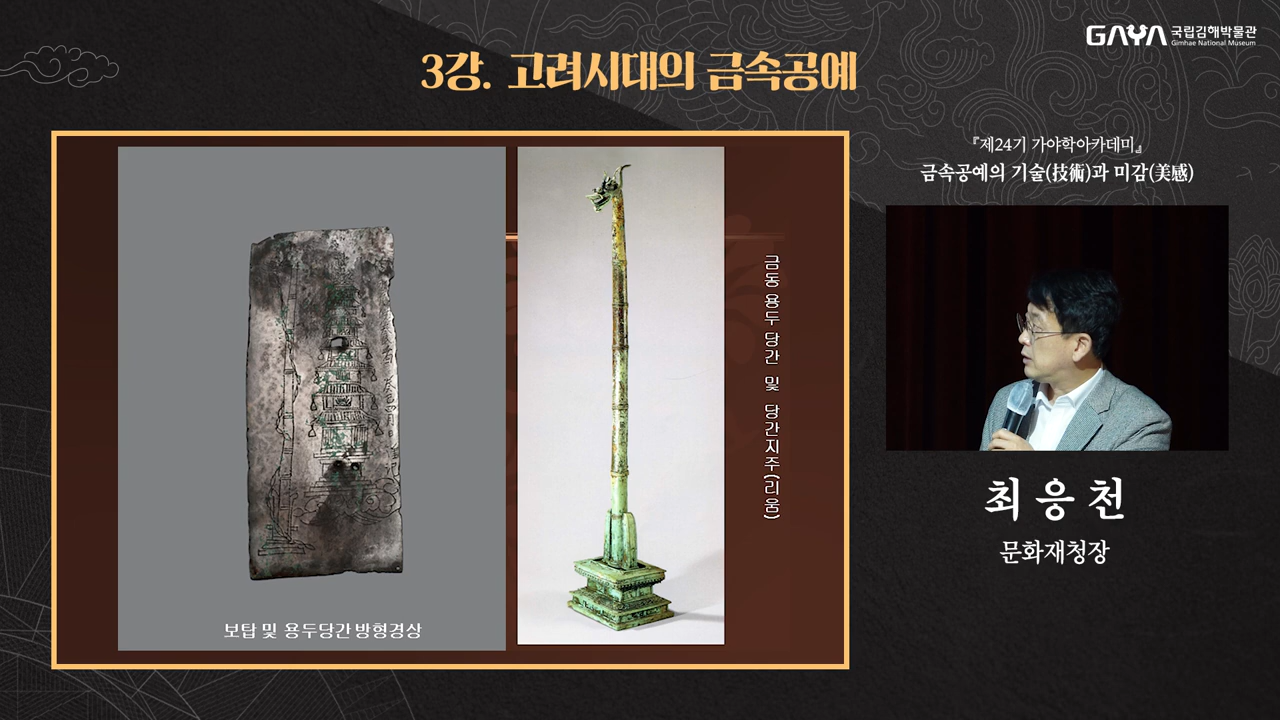 GAYA 국립김해박물관
Gimhae National Museum
3강. 고려시대의 금속공예
『제24기 가야학아카데미』
금속공예의 기술(技術)과 미감(美感)
금동 용두 당간 및 당간지주(리움)
보탑 및 용두당간 방형경상
최응천
문화재청장